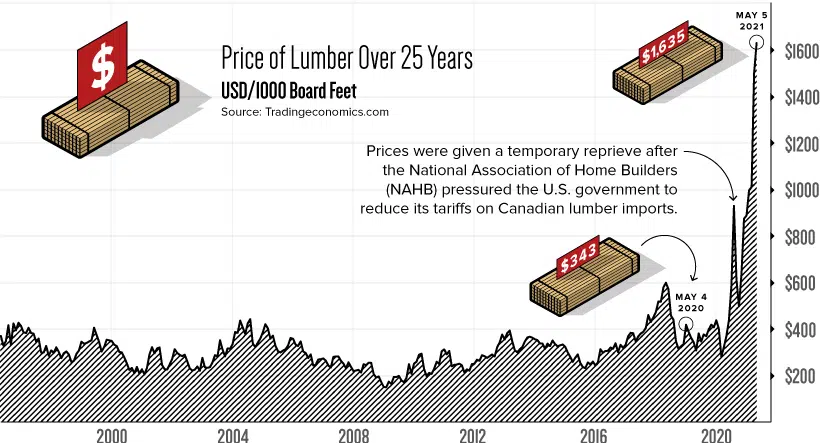 $
Price of Lumber Over 25 Years
USD/1000 Board Feet
Source: Tradingeconomics.com
$1,635
MAY 5
2021
Prices were given a temporary reprieve after
the National Association of Home Builders
(NAHB) pressured the U.S. government to
reduce its tariffs on Canadian lumber imports.
$343
MAY 4
2020
$1600
$1400
$1200
$1000
$800
$600
$400
$200
2000
2004
2008
2012
2016
2020